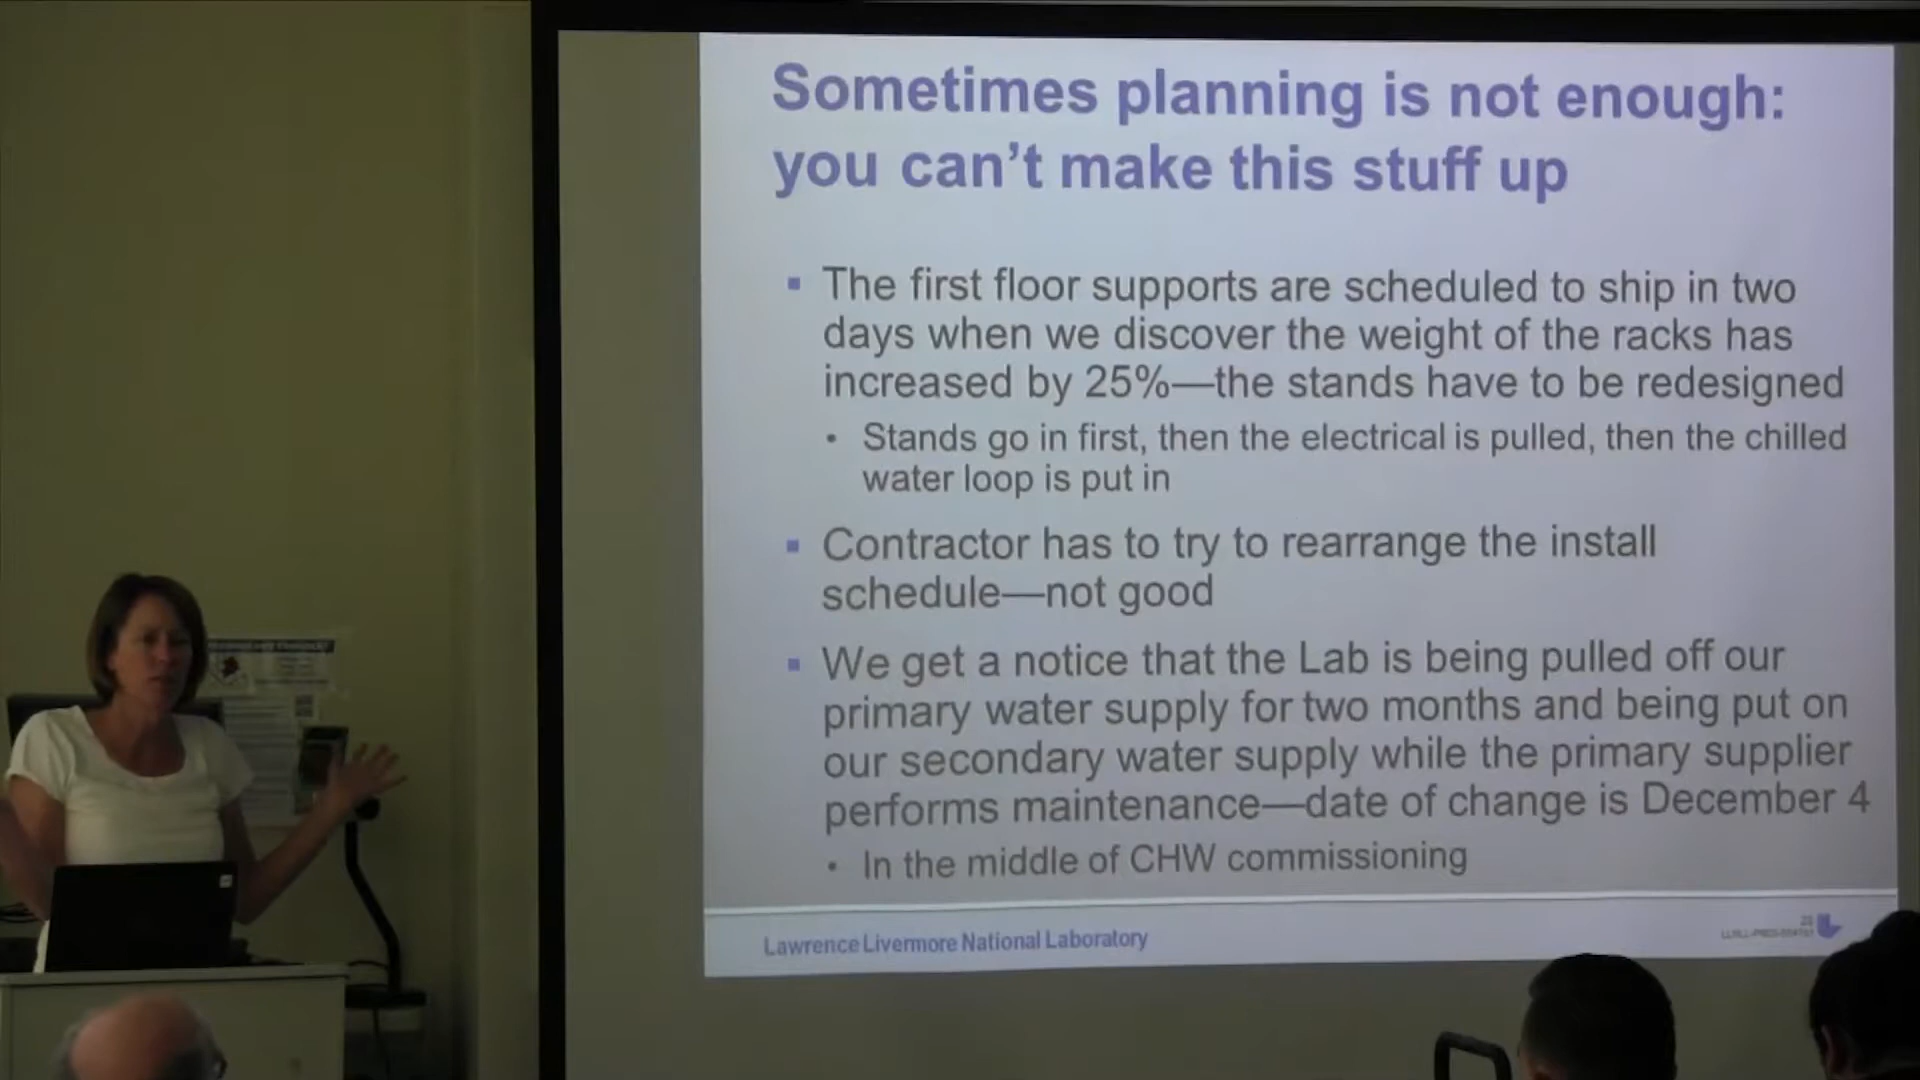 Sometimes planning is not enough:
you can't make this stuff up
▪ The first floor supports are scheduled to ship in two
days when we discover the weight of the racks has
increased by 25%—the stands have to be redesigned
• Stands go in first, then the electrical is pulled, then the chilled
water loop is put in
▪ Contractor has to try to rearrange the install
schedule—not good
▪ We get a notice that the Lab is being pulled off our
primary water supply for two months and being put on
our secondary water supply while the primary supplier
performs maintenance—date of change is December 4
• In the middle of CHW commissioning
Lawrence Livermore National Laboratory